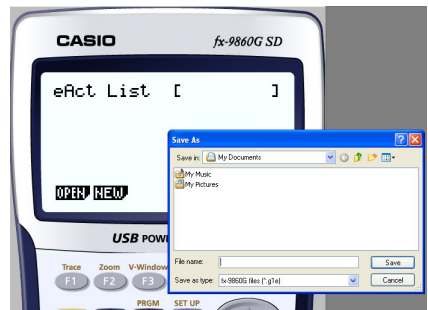 CASIO fx-9860G SD
eAct List [ ]
OPEN NEW
USB POW
Trace Zoom V-Window
F1 F2 F3
PRGM SET UP
Save As
Save in: My Documents
My Music
My Pictures
File name: Save
Save as type: fx-9860G files (*.g1e) Cancel